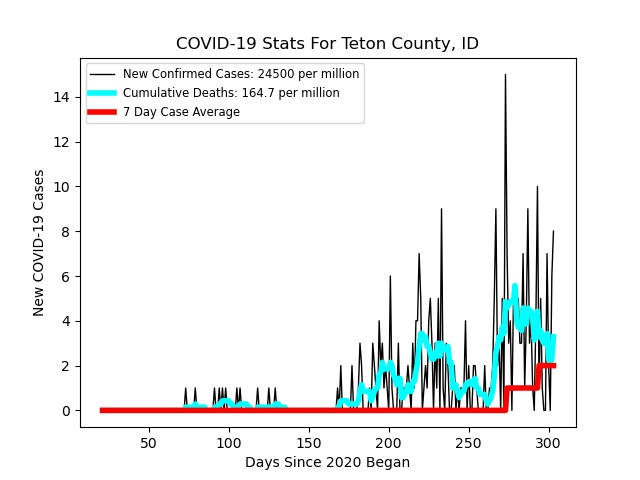 COVID-19 Stats For Teton County, ID
New Confirmed Cases: 24500 per million
Cumulative Deaths: 164.7 per million
7 Day Case Average
New COVID-19 Cases
14
12
10
8
6
4
2
0
50 100 150 200 250 300
Days Since 2020 Began